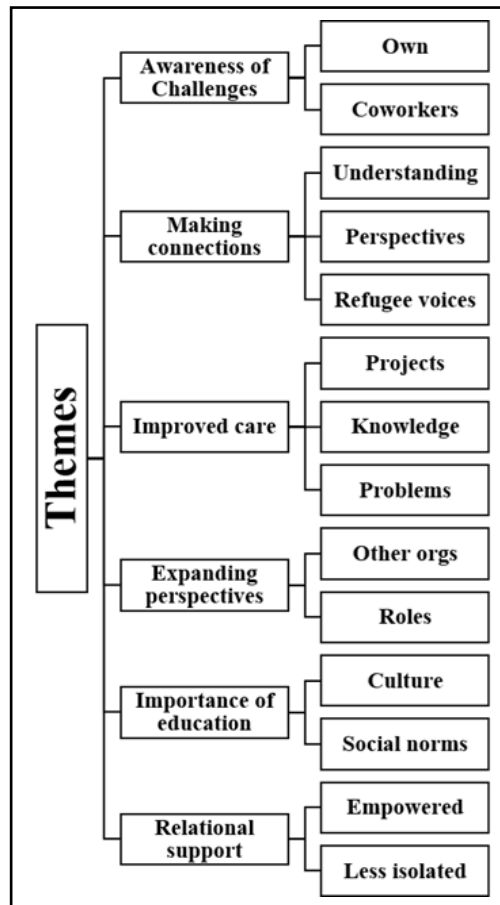 Themes
Awareness of
Challenges
Own
Coworkers
Making
connections
Understanding
Perspectives
Refugee voices
Improved care
Projects
Knowledge
Problems
Expanding
perspectives
Other orgs
Roles
Importance of
education
Culture
Social norms
Relational
support
Empowered
Less isolated